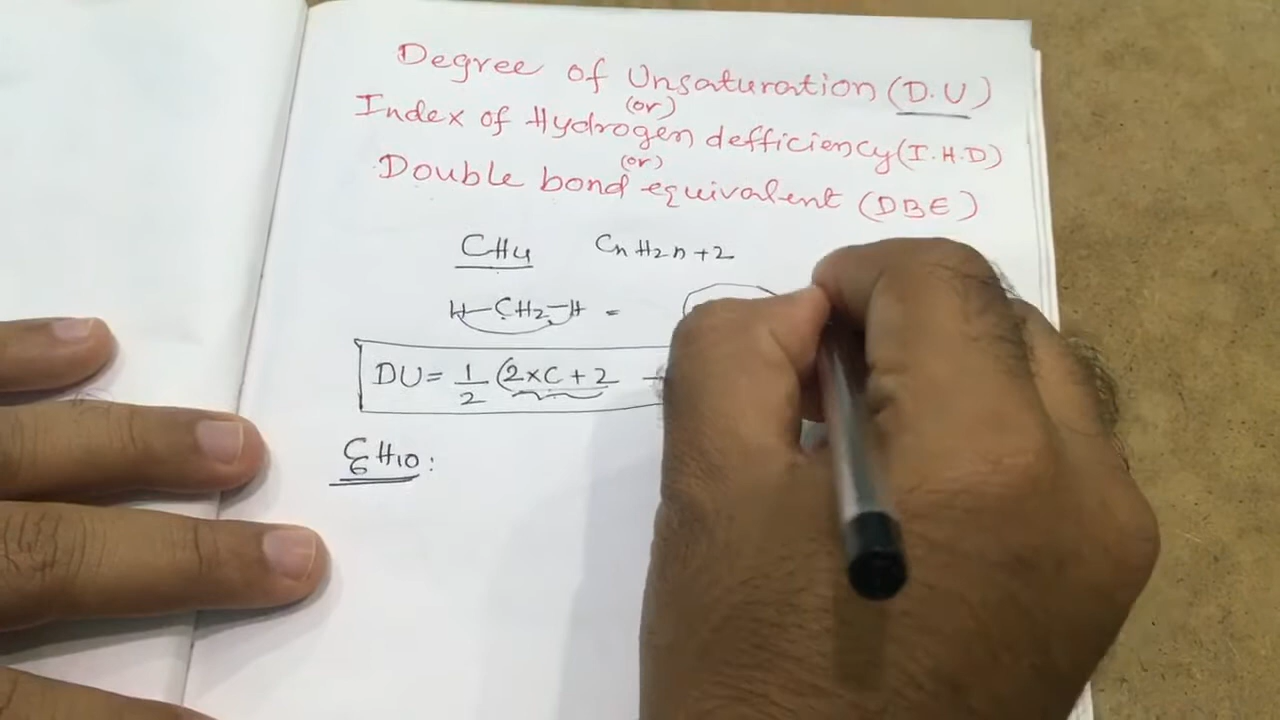 Degree of Unsaturation (D.U)
(or)
Index of Hydrogen defficiency (I.H.D)
(or)
Double bond equivalent (DBE)
CH4 CnH2n+2
H-CH2-H =
DU= 1/2 (2xC+2 -
C6H10: